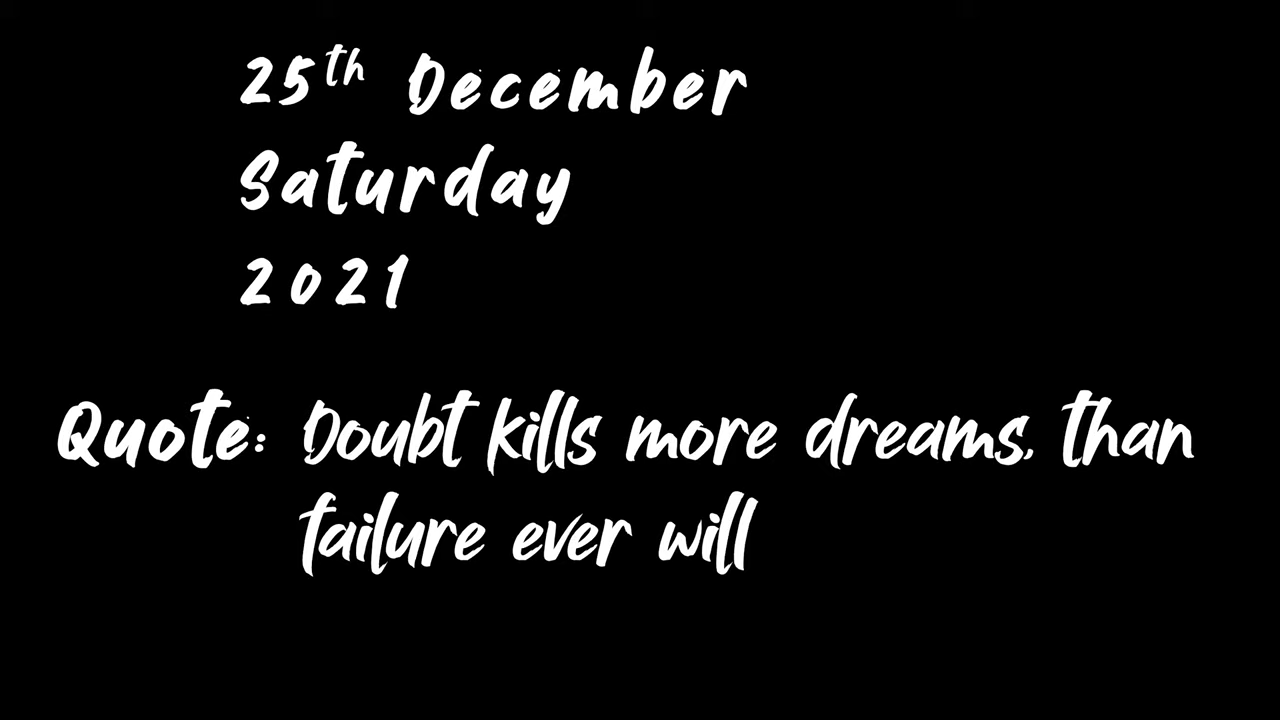 25th December
Saturday
2021
Quote: Doubt kills more dreams, than
failure ever will